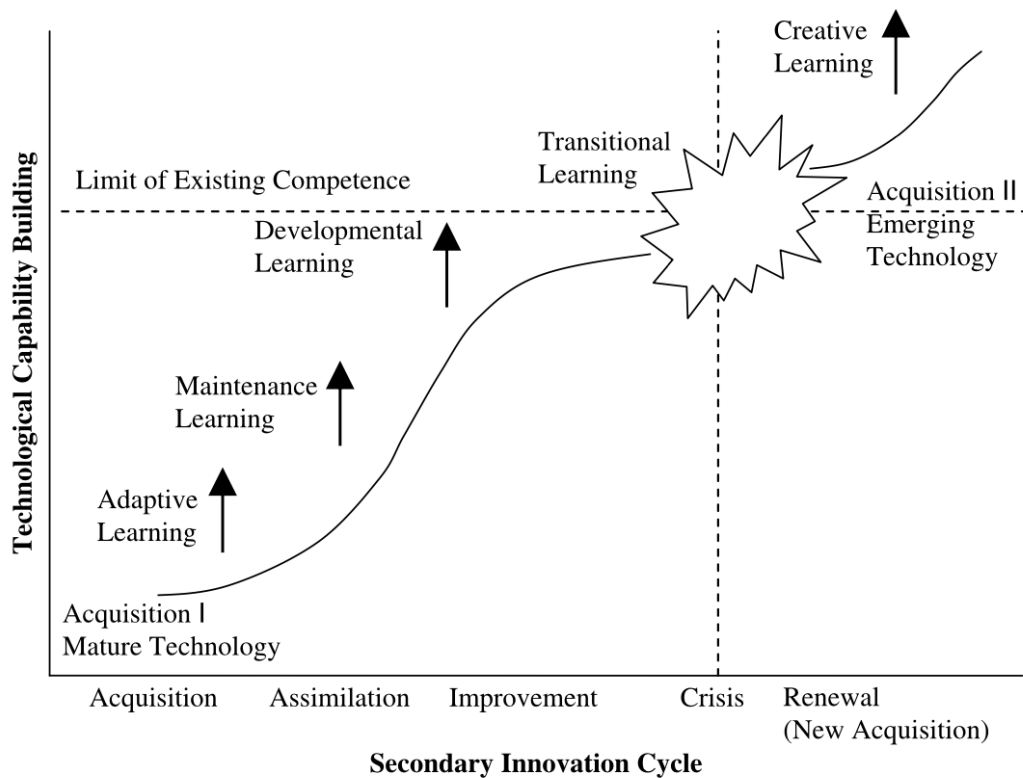 Creative
Learning
Transitional
Learning
Limit of Existing Competence
Acquisition II
Emerging
Technology
Developmental
Learning
Maintenance
Learning
Adaptive
Learning
Acquisition I
Mature Technology
Technological Capability Building
Acquisition
Assimilation
Improvement
Crisis
Renewal
(New Acquisition)
Secondary Innovation Cycle